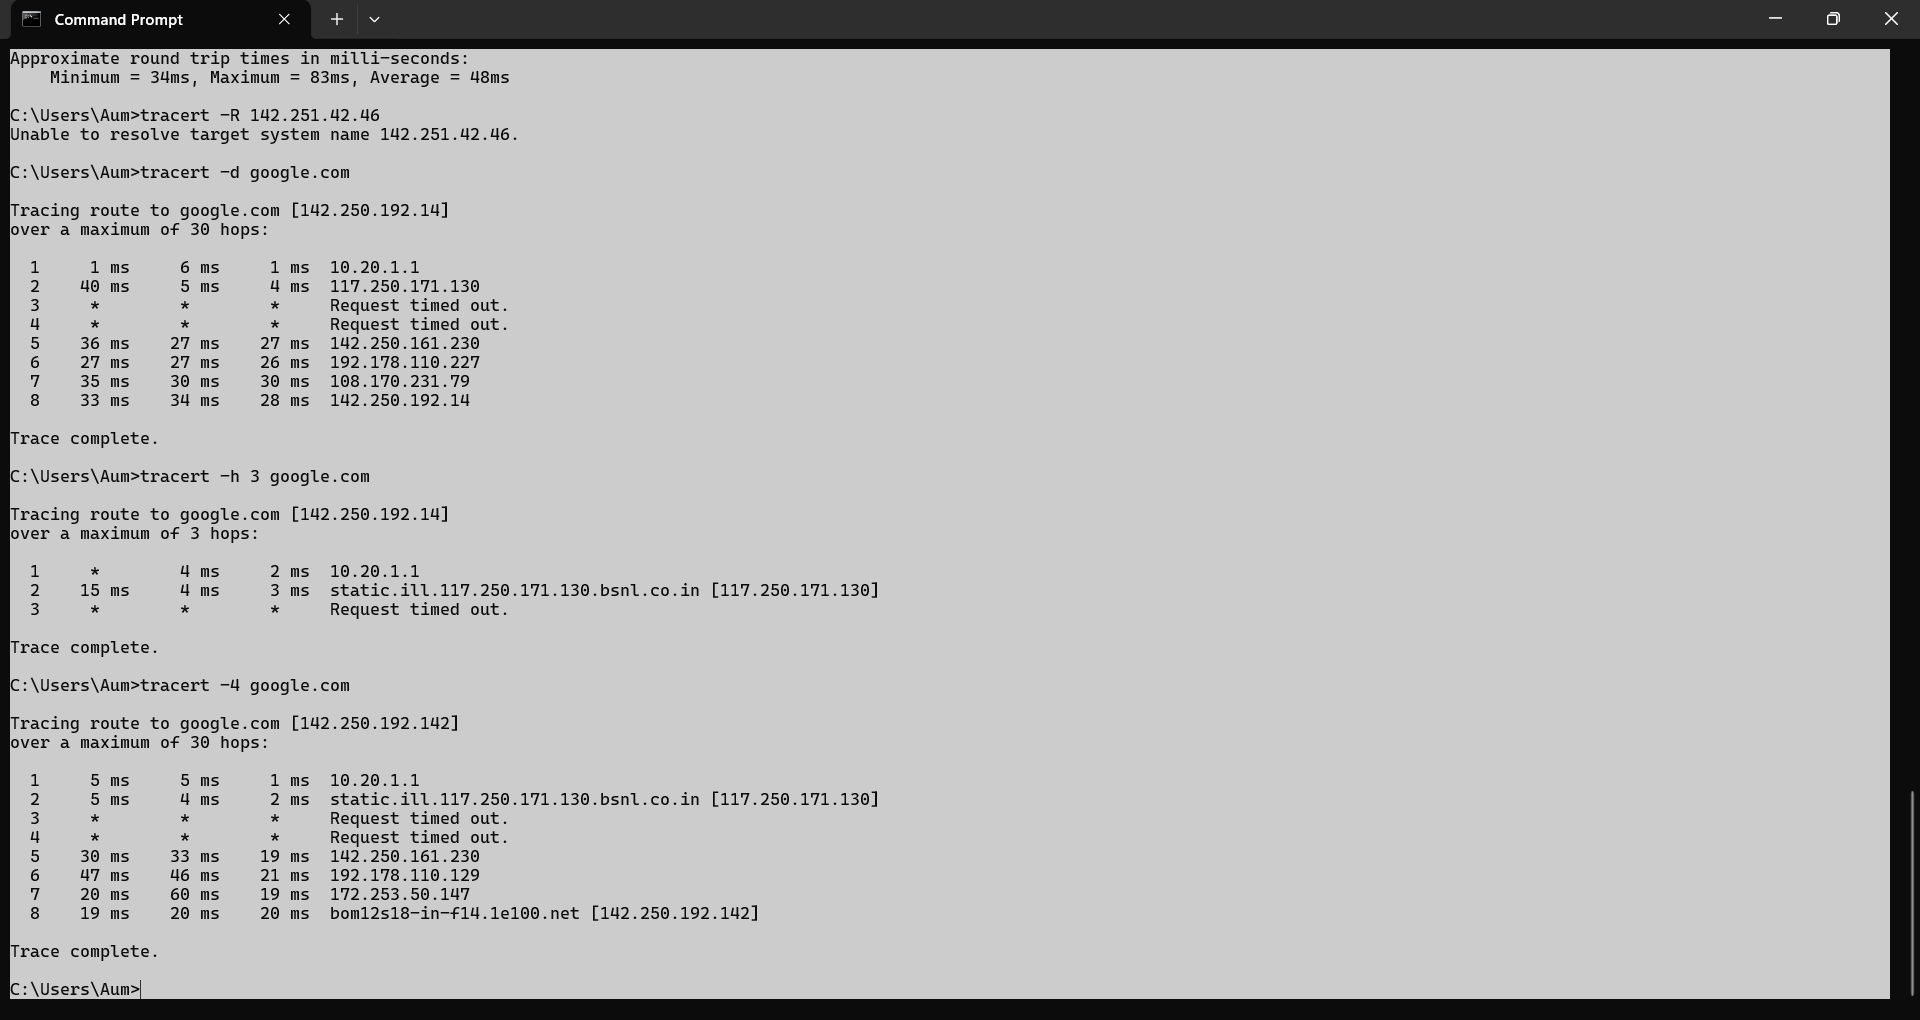 Command Prompt
Approximate round trip times in milli-seconds:
    Minimum = 34ms, Maximum = 83ms, Average = 48ms

C:\Users\Aum>tracert -R 142.251.42.46
Unable to resolve target system name 142.251.42.46.

C:\Users\Aum>tracert -d google.com

Tracing route to google.com [142.250.192.14]
over a maximum of 30 hops:

  1     1 ms     6 ms     1 ms  10.20.1.1
  2    40 ms     5 ms     4 ms  117.250.171.130
  3     *        *        *     Request timed out.
  4     *        *        *     Request timed out.
  5    36 ms    27 ms    27 ms  142.250.161.230
  6    27 ms    27 ms    26 ms  192.178.110.227
  7    35 ms    30 ms    30 ms  108.170.231.79
  8    33 ms    34 ms    28 ms  142.250.192.14

Trace complete.

C:\Users\Aum>tracert -h 3 google.com

Tracing route to google.com [142.250.192.14]
over a maximum of 3 hops:

  1     *        4 ms     2 ms  10.20.1.1
  2    15 ms     4 ms     3 ms  static.ill.117.250.171.130.bsnl.co.in [117.250.171.130]
  3     *        *        *     Request timed out.

Trace complete.

C:\Users\Aum>tracert -4 google.com

Tracing route to google.com [142.250.192.142]
over a maximum of 30 hops:

  1     5 ms     5 ms     1 ms  10.20.1.1
  2     5 ms     4 ms     2 ms  static.ill.117.250.171.130.bsnl.co.in [117.250.171.130]
  3     *        *        *     Request timed out.
  4     *        *        *     Request timed out.
  5    30 ms    33 ms    19 ms  142.250.161.230
  6    47 ms    46 ms    21 ms  192.178.110.129
  7    20 ms    60 ms    19 ms  172.253.50.147
  8    19 ms    20 ms    20 ms  bom12s18-in-f14.1e100.net [142.250.192.142]

Trace complete.

C:\Users\Aum>